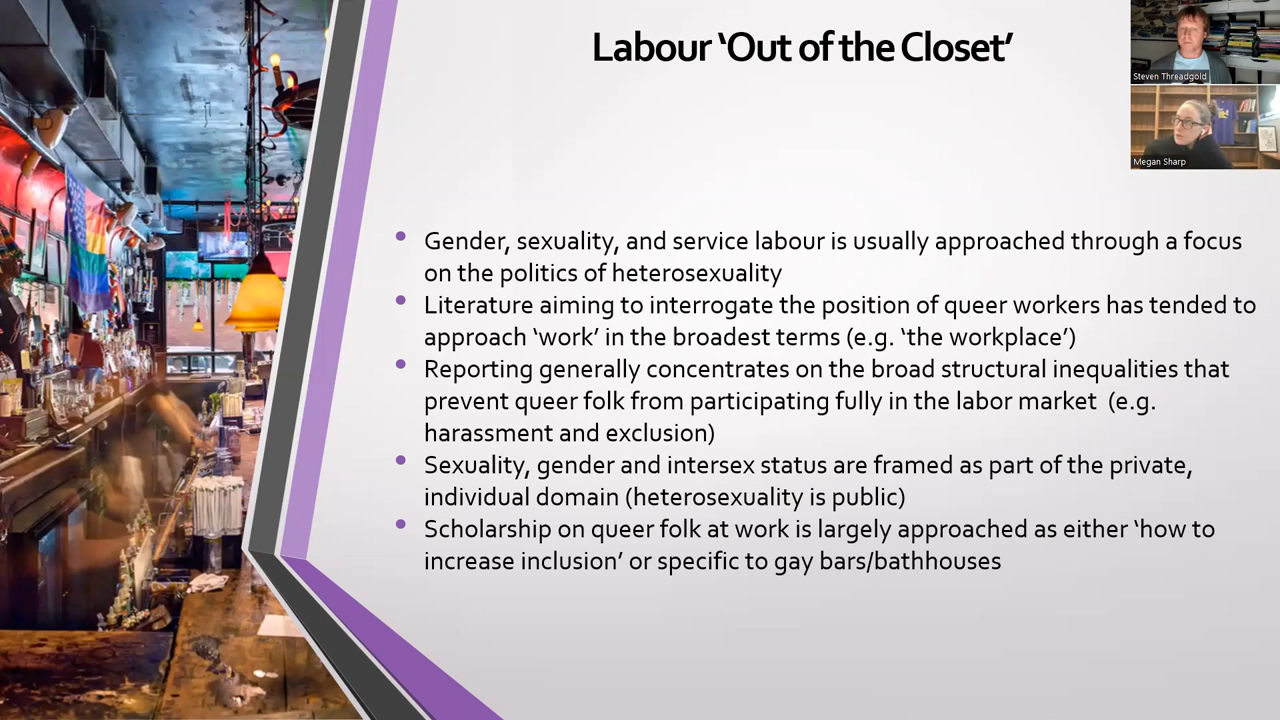 Labour ‘Out of the Closet’
Steven Threadgold
Megan Sharp
Gender, sexuality, and service labour is usually approached through a focus
on the politics of heterosexuality
Literature aiming to interrogate the position of queer workers has tended to
approach ‘work’ in the broadest terms (e.g. ‘the workplace’)
Reporting generally concentrates on the broad structural inequalities that
prevent queer folk from participating fully in the labor market  (e.g.
harassment and exclusion)
Sexuality, gender and intersex status are framed as part of the private,
individual domain (heterosexuality is public)
Scholarship on queer folk at work is largely approached as either ‘how to
increase inclusion’ or specific to gay bars/bathhouses